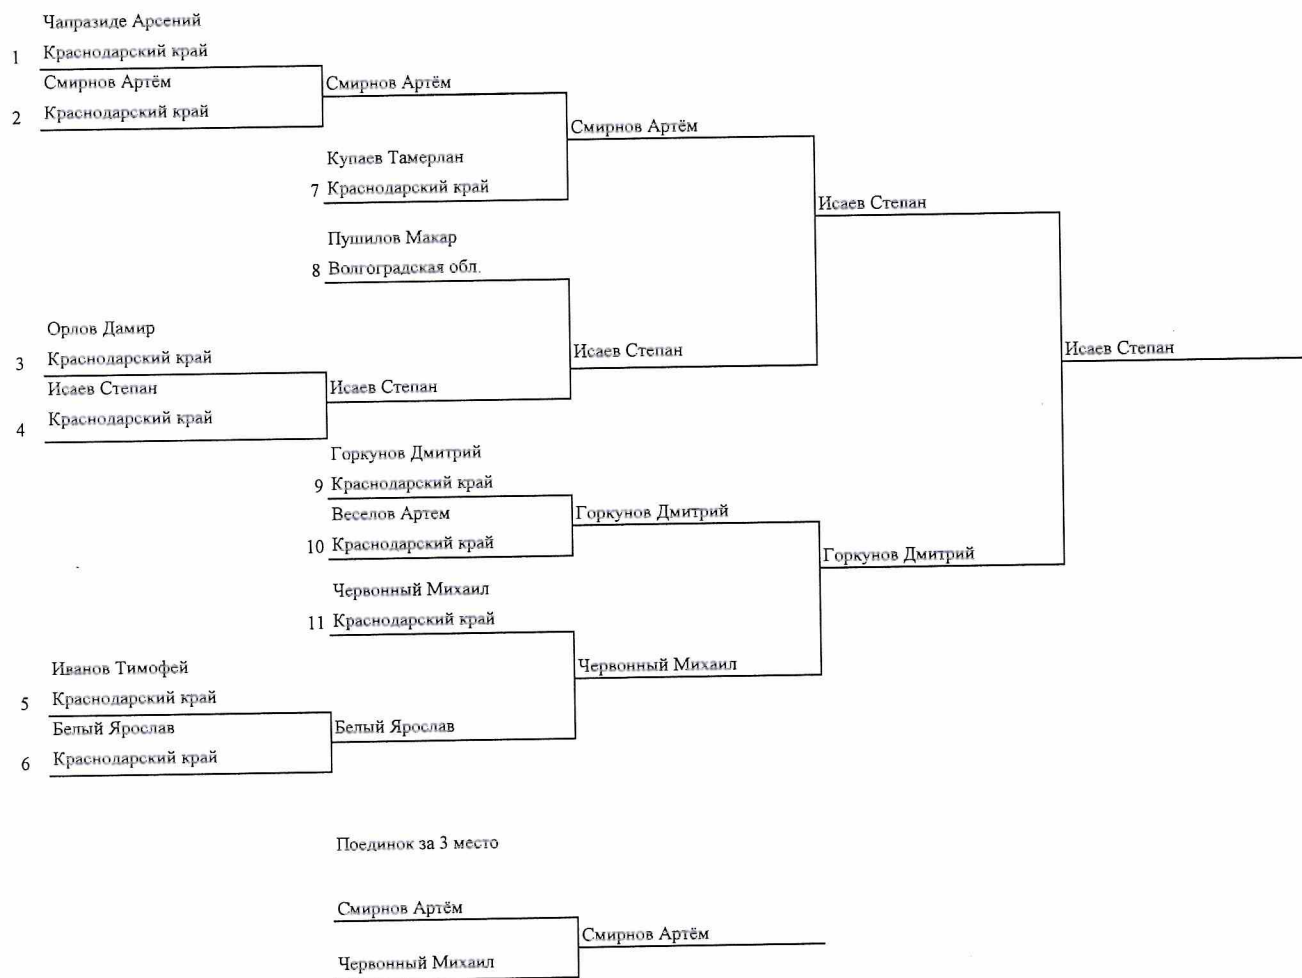 Чапразиде Арсений
1 Краснодарский край
Смирнов Артём
2 Краснодарский край
Смирнов Артём
Купаев Тамерлан
7 Краснодарский край
Смирнов Артём
Пушилов Макар
8 Волгоградская обл.
Исаев Степан
Орлов Дамир
3 Краснодарский край
Исаев Степан
4 Краснодарский край
Исаев Степан
Исаев Степан
Исаев Степан
Горкунов Дмитрий
9 Краснодарский край
Веселов Артем
10 Краснодарский край
Горкунов Дмитрий
Горкунов Дмитрий
Червонный Михаил
11 Краснодарский край
Червонный Михаил
Иванов Тимофей
5 Краснодарский край
Белый Ярослав
6 Краснодарский край
Белый Ярослав
Поединок за 3 место
Смирнов Артём
Смирнов Артём
Червонный Михаил